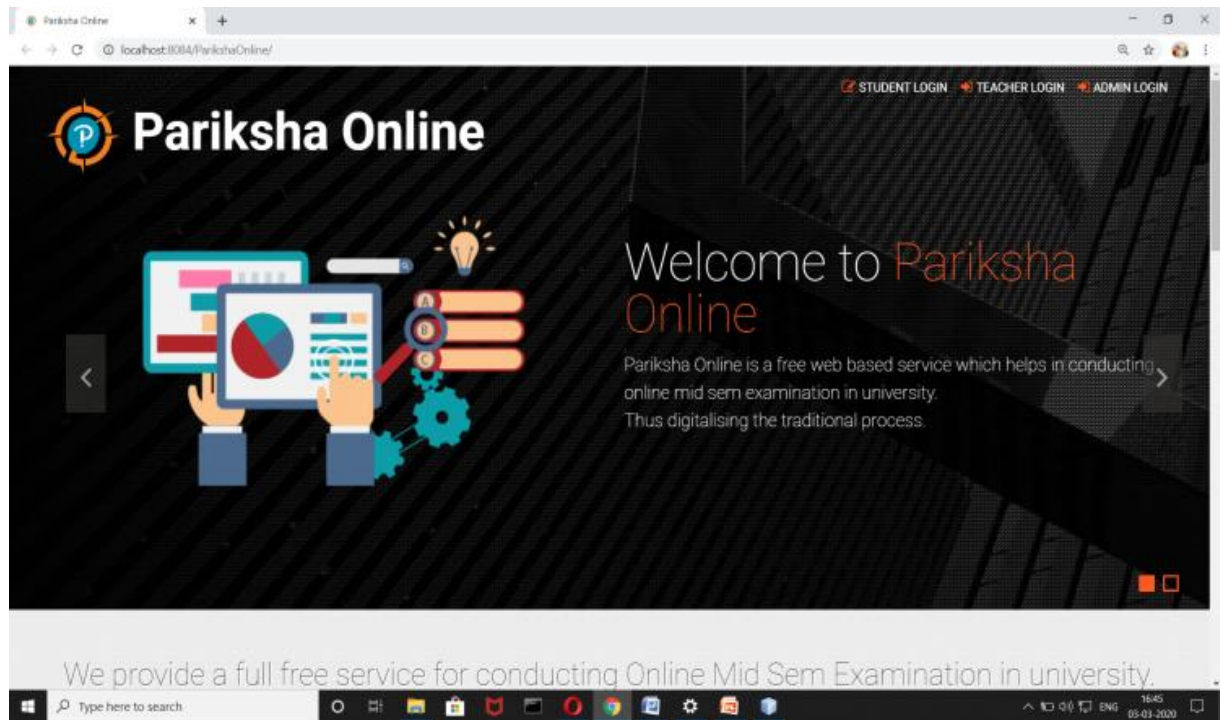 Pariksha Online
localhost:8084/ParikshaOnline/
STUDENT LOGIN TEACHER LOGIN ADMIN LOGIN
P
Pariksha Online
A
B
C
Welcome to Pariksha
Online
Pariksha Online is a free web based service which helps in conducting
online mid sem examination in university.
Thus digitalising the traditional process.
We provide a full free service for conducting Online Mid Sem Examination in university.
Type here to search
ENG
16:45
03-03-2020